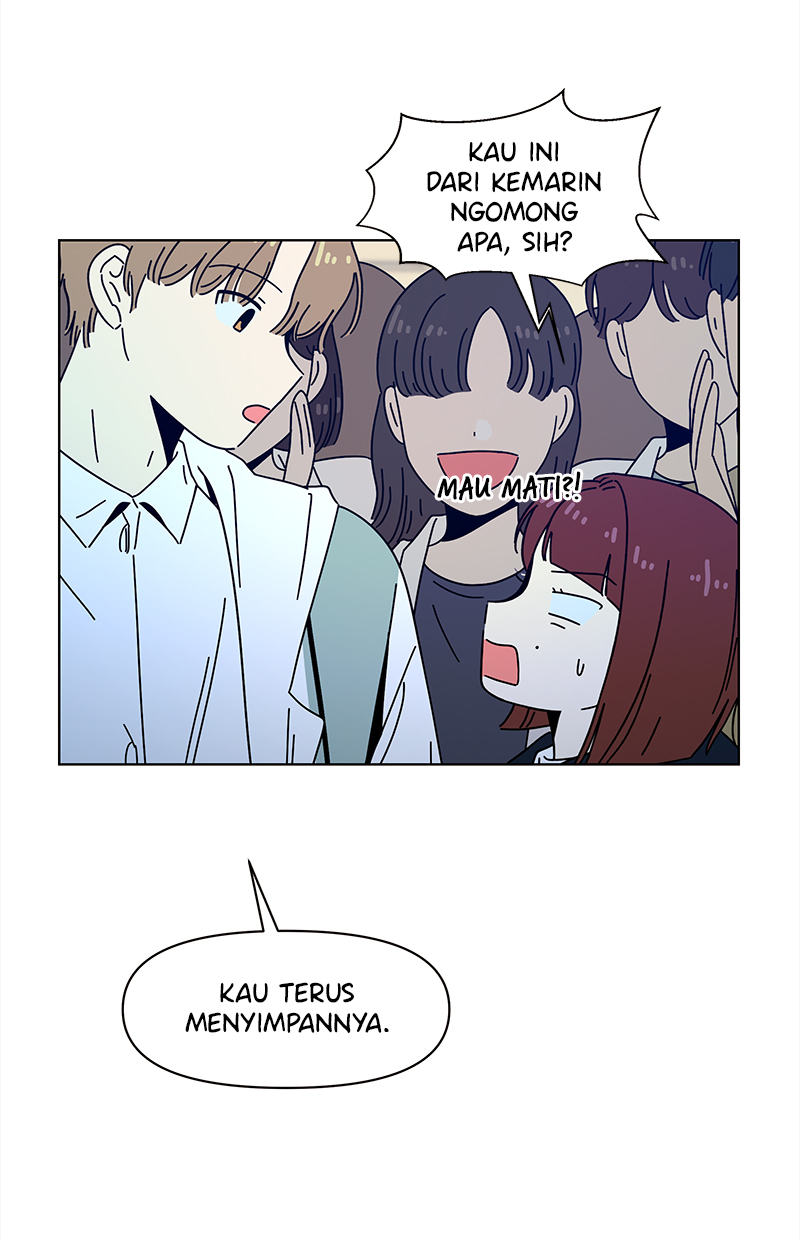 KAU INI
DARI KEMARIN
NGOMONG
APA, SIH?
MAU MATI?!
KAU TERUS
MENYIMPANNYA.